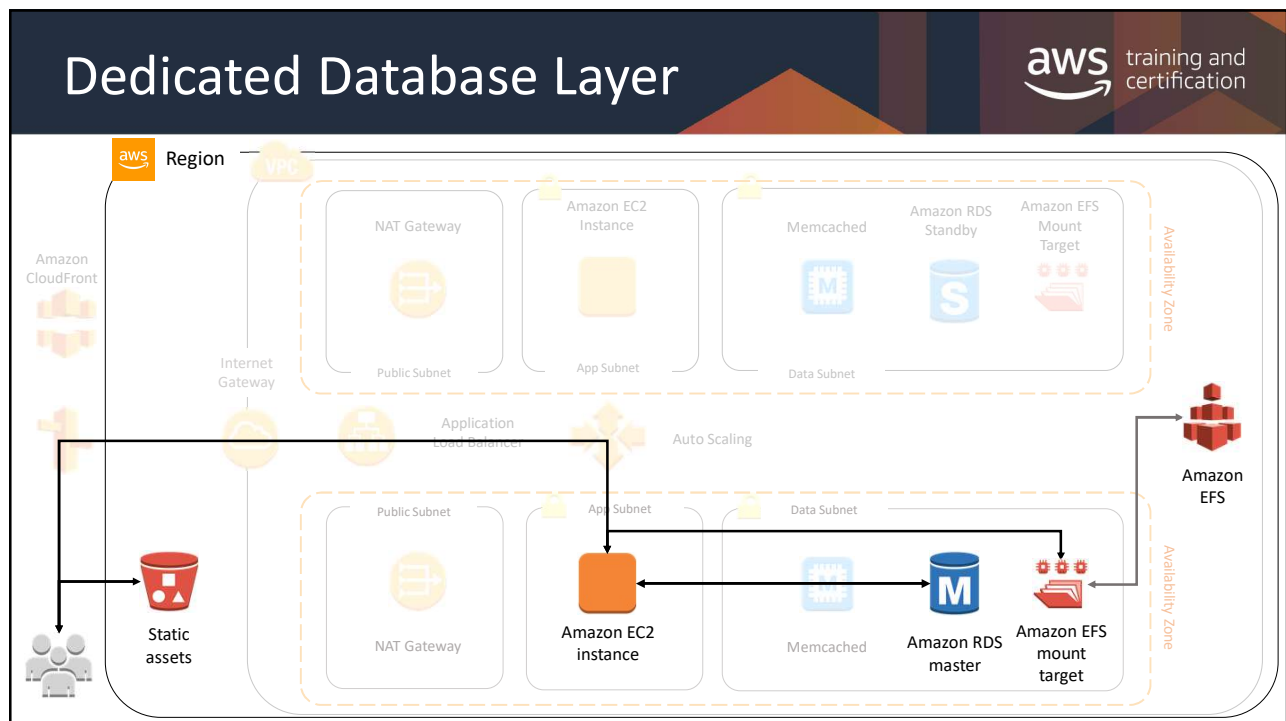 Dedicated Database Layer
aws
training and
certification
aws
Region
VPC
NAT Gateway
Amazon EC2
Instance
Memcached
Amazon RDS
Standby
Amazon EFS
Mount
Target
Availability Zone
Amazon
CloudFront
M
S
Internet
Gateway
Public Subnet
App Subnet
Data Subnet
Application
Load Balancer
Auto Scaling
Amazon
EFS
Public Subnet
App Subnet
Data Subnet
Availability Zone
M
M
Static
assets
NAT Gateway
Amazon EC2
instance
Memcached
Amazon RDS
master
Amazon EFS
mount
target